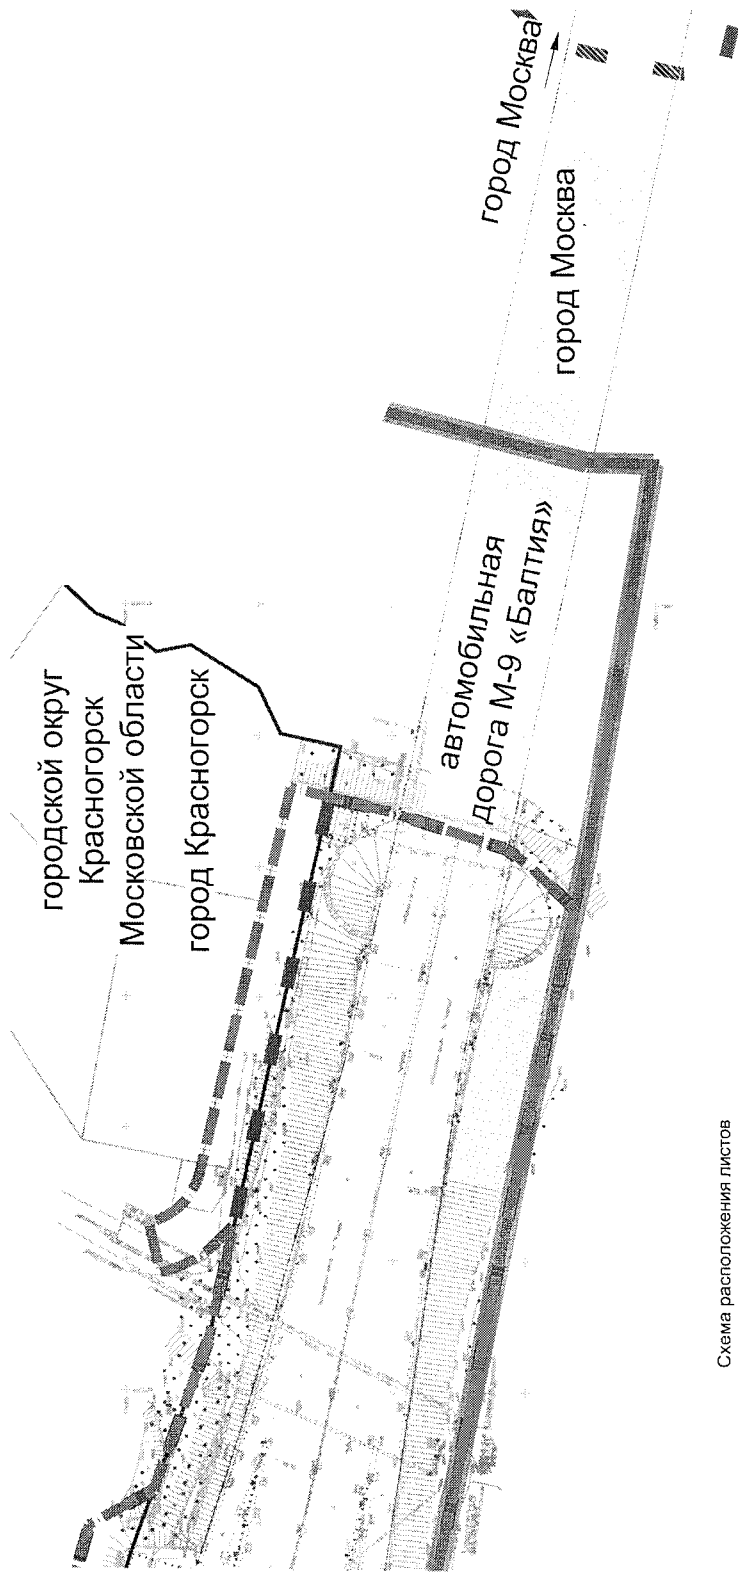 городской округ
Красногорск
Московской области
город Красногорск
автомобильная
дорога М-9 «Балтия»
город Москва
город Москва
Схема расположения листов